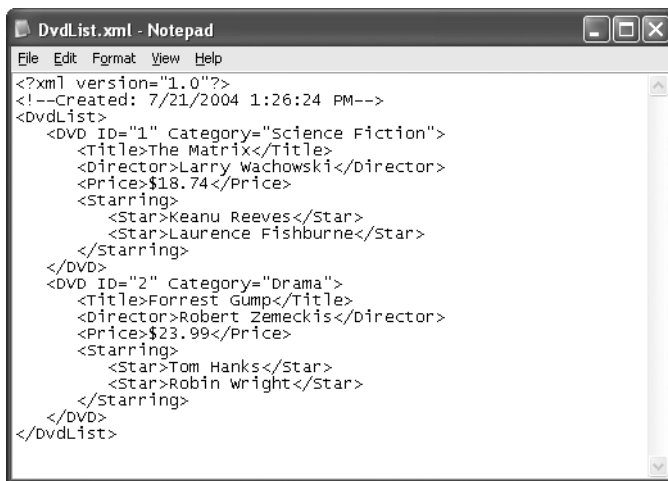 DvdList.xml - Notepad
File Edit Format View Help
<?xml version="1.0"?>
<!--Created: 7/21/2004 1:26:24 PM-->
<DvdList>
   <DVD ID="1" Category="Science Fiction">
      <Title>The Matrix</Title>
      <Director>Larry Wachowski</Director>
      <Price>$18.74</Price>
      <Starring>
         <Star>Keanu Reeves</Star>
         <Star>Laurence Fishburne</Star>
      </Starring>
   </DVD>
   <DVD ID="2" Category="Drama">
      <Title>Forrest Gump</Title>
      <Director>Robert Zemeckis</Director>
      <Price>$23.99</Price>
      <Starring>
         <Star>Tom Hanks</Star>
         <Star>Robin Wright</Star>
      </Starring>
   </DVD>
</DvdList>